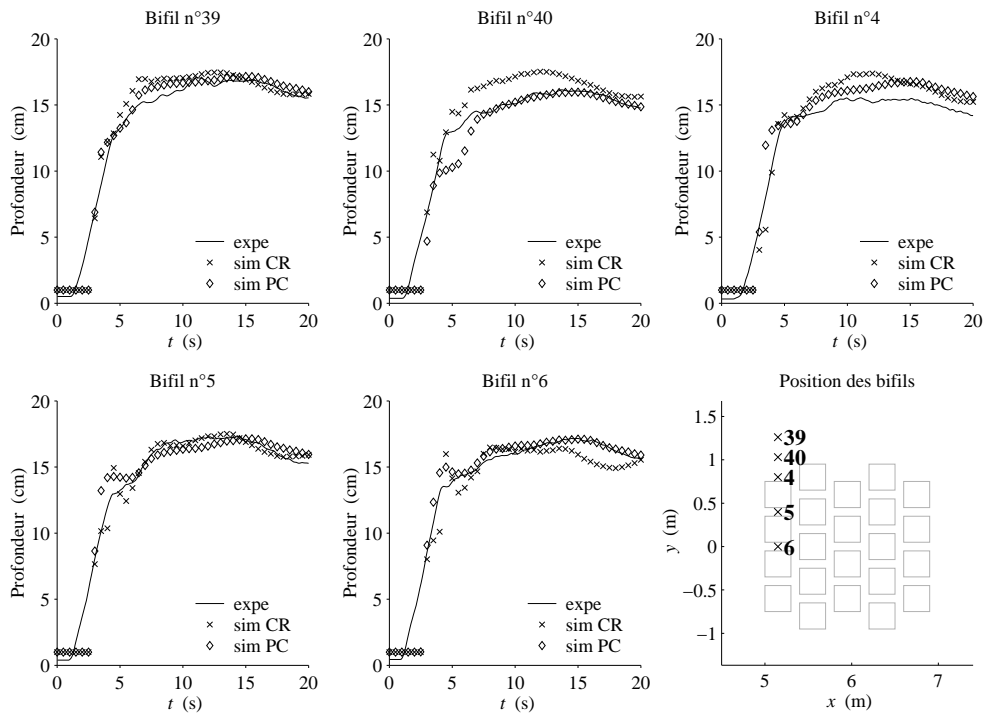 Bifil n°39
20
15
10
5
0
Profondeur (cm)
expe
sim CR
sim PC
0 5 10 15 20
t (s)
Bifil n°40
20
15
10
5
0
Profondeur (cm)
expe
sim CR
sim PC
0 5 10 15 20
t (s)
Bifil n°4
20
15
10
5
0
Profondeur (cm)
expe
sim CR
sim PC
0 5 10 15 20
t (s)
Bifil n°5
20
15
10
5
0
Profondeur (cm)
expe
sim CR
sim PC
0 5 10 15 20
t (s)
Bifil n°6
20
15
10
5
0
Profondeur (cm)
expe
sim CR
sim PC
0 5 10 15 20
t (s)
Position des bifils
1.5
1
0.5
0
−0.5
−1
y (m)
39
40
4
5
6
5 6 7
x (m)